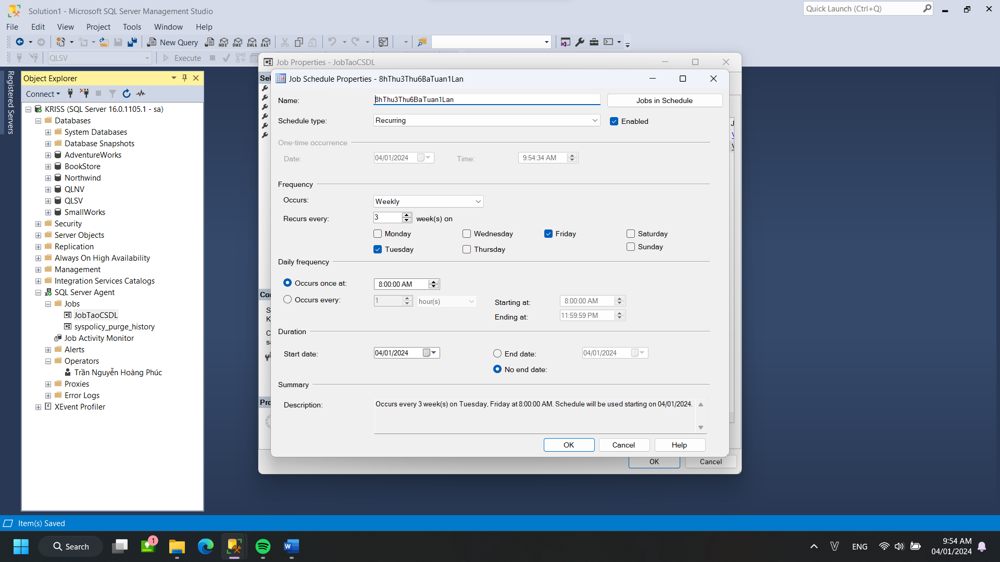 Solution1 - Microsoft SQL Server Management Studio
Quick Launch (Ctrl+Q)
File Edit View Project Tools Window Help
New Query MDX DMX XMLA DAX
QLSV Execute
Registered Servers
Object Explorer
Connect
KRISS (SQL Server 16.0.1105.1 - sa)
Databases
System Databases
Database Snapshots
AdventureWorks
BookStore
Northwind
QLNV
QLSV
SmallWorks
Security
Server Objects
Replication
Always On High Availability
Management
Integration Services Catalogs
SQL Server Agent
Jobs
JobTaoCSDL
syspolicy_purge_history
Job Activity Monitor
Alerts
Operators
Trần Nguyễn Hoàng Phúc
Proxies
Error Logs
XEvent Profiler
Job Properties - JobTaoCSDL
Job Schedule Properties - 8hThu3Thu6BaTuan1Lan
Name: 8hThu3Thu6BaTuan1Lan Jobs in Schedule
Schedule type: Recurring Enabled
One-time occurrence
Date: 04/01/2024 Time: 9:54:34 AM
Frequency
Occurs: Weekly
Recurs every: 3 week(s) on
Monday Wednesday Friday Saturday
Tuesday Thursday Sunday
Daily frequency
Occurs once at: 8:00:00 AM
Occurs every: 1 hour(s) Starting at: 8:00:00 AM
Ending at: 11:59:59 PM
Duration
Start date: 04/01/2024 End date: 04/01/2024
No end date:
Summary
Description: Occurs every 3 week(s) on Tuesday, Friday at 8:00:00 AM. Schedule will be used starting on 04/01/2024.
OK Cancel Help
OK Cancel
Item(s) Saved
Search 1 ENG 9:54 AM
04/01/2024